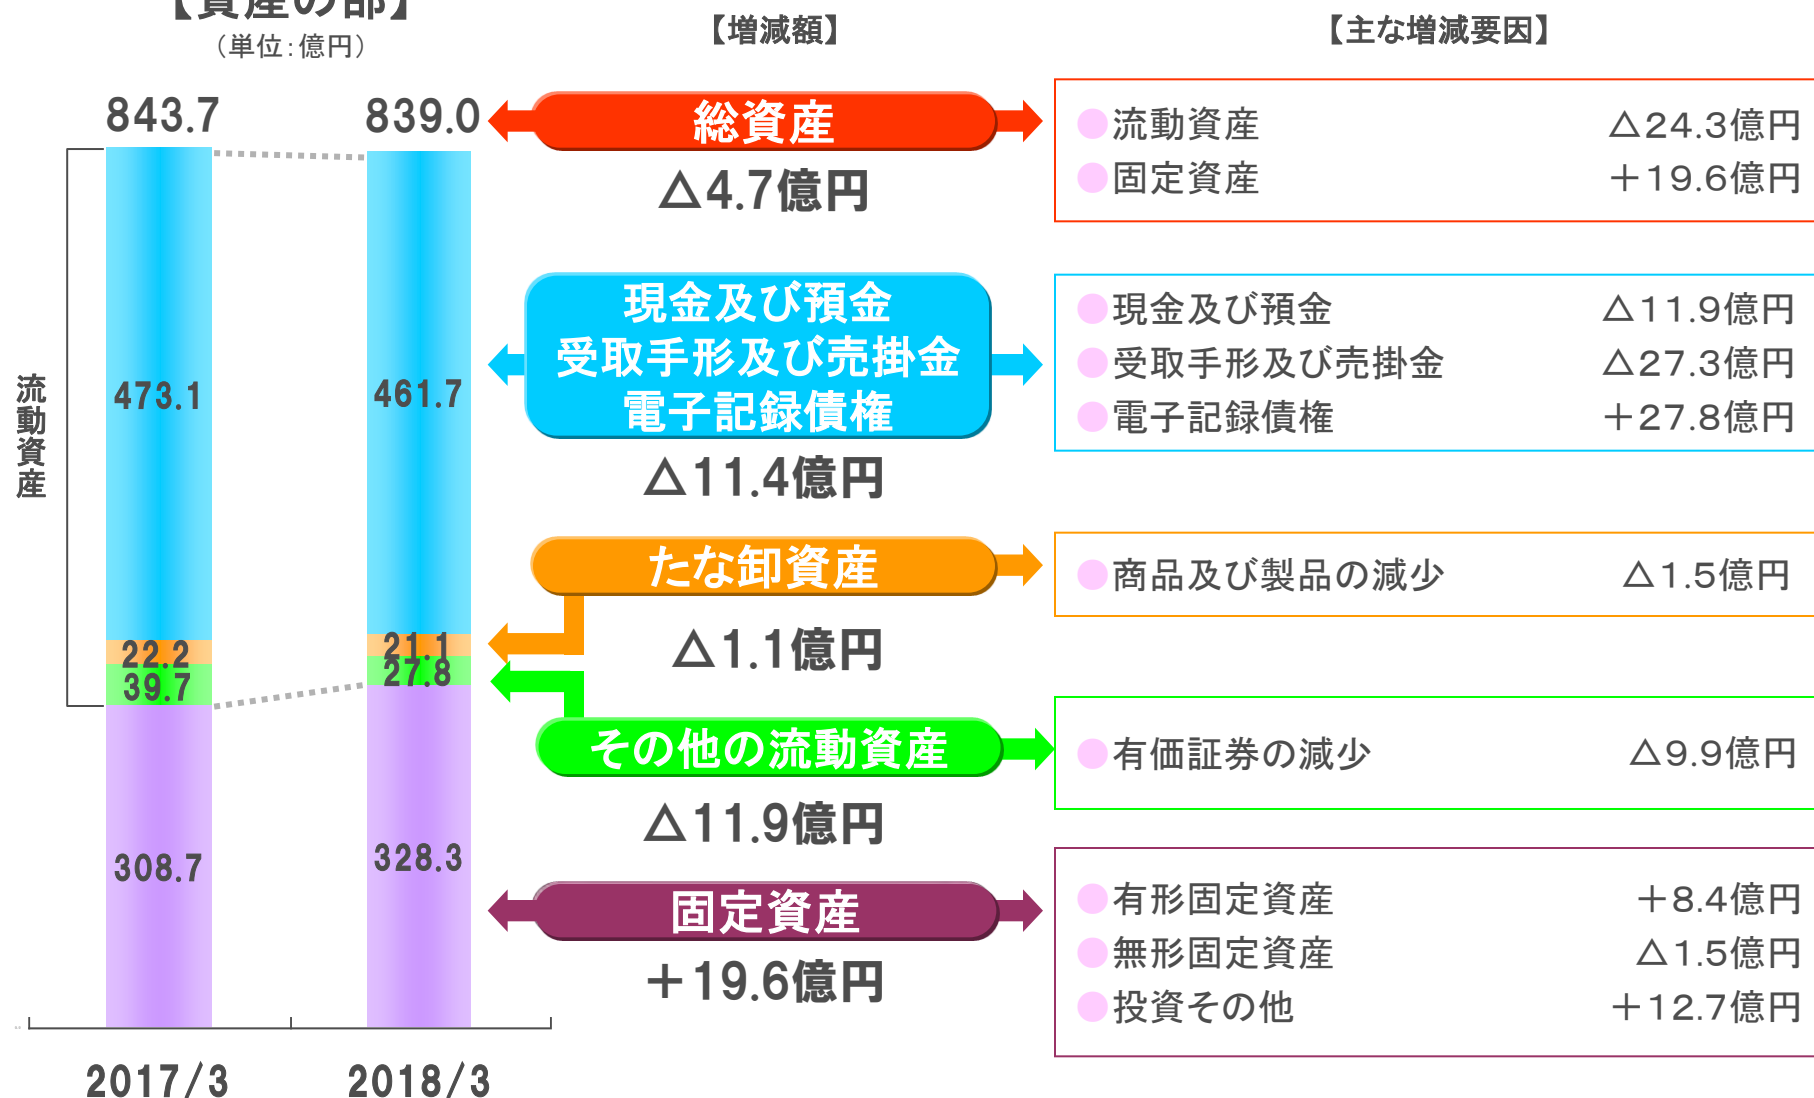 【資産の部】
（単位：億円）
【増減額】
【主な増減要因】
843.7
839.0
流動資産
473.1
461.7
22.2
21.1
39.7
27.8
308.7
328.3
2017/3
2018/3
総資産
△4.7億円
●流動資産 △24.3億円
●固定資産 ＋19.6億円
現金及び預金
受取手形及び売掛金
電子記録債権
△11.4億円
●現金及び預金 △11.9億円
●受取手形及び売掛金 △27.3億円
●電子記録債権 ＋27.8億円
たな卸資産
△1.1億円
●商品及び製品の減少 △1.5億円
その他の流動資産
△11.9億円
●有価証券の減少 △9.9億円
固定資産
＋19.6億円
●有形固定資産 ＋8.4億円
●無形固定資産 △1.5億円
●投資その他 ＋12.7億円